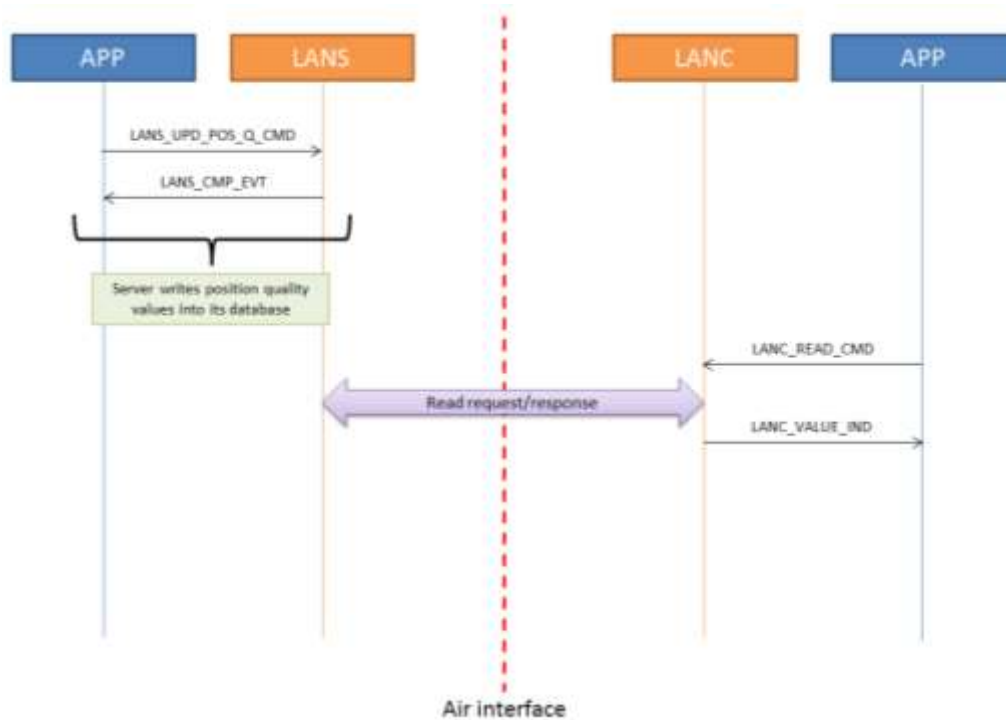 APP
LANS
LANC
APP
LANS_UPD_POS_Q_CMD
LANS_CMP_EVT
Server writes position quality
values into its database
LANC_READ_CMD
Read request/response
LANC_VALUE_IND
Air interface